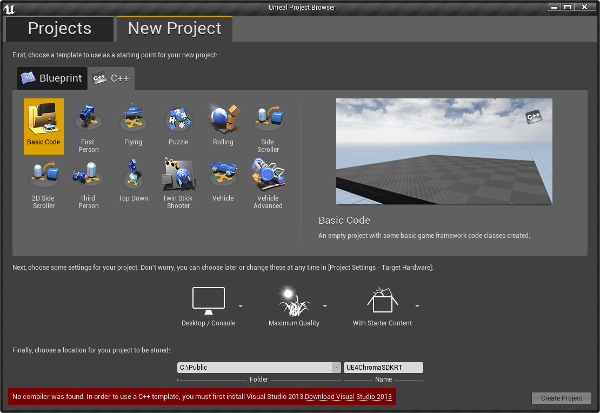 Unreal Project Browser
Projects
New Project
First, choose a template to use as a starting point for your new project:
Blueprint
C++
C++
Basic Code
First Person
Flying
Puzzle
Rolling
Side Scroller
2D Side Scroller
Third Person
Top Down
Twin Stick Shooter
Vehicle
Vehicle Advanced
C++
Basic Code
An empty project with some basic game framework code classes created.
Next, choose some settings for your project. Don't worry, you can choose later or change these at any time in [Project Settings - Target Hardware].
Desktop / Console
Maximum Quality
With Starter Content
Finally, choose a location for your project to be stored:
C:\Public
UE4ChromaSDKRT
Folder
Name
No compiler was found. In order to use a C++ template, you must first install Visual Studio 2013.
Download Visual Studio 2013
Create Project